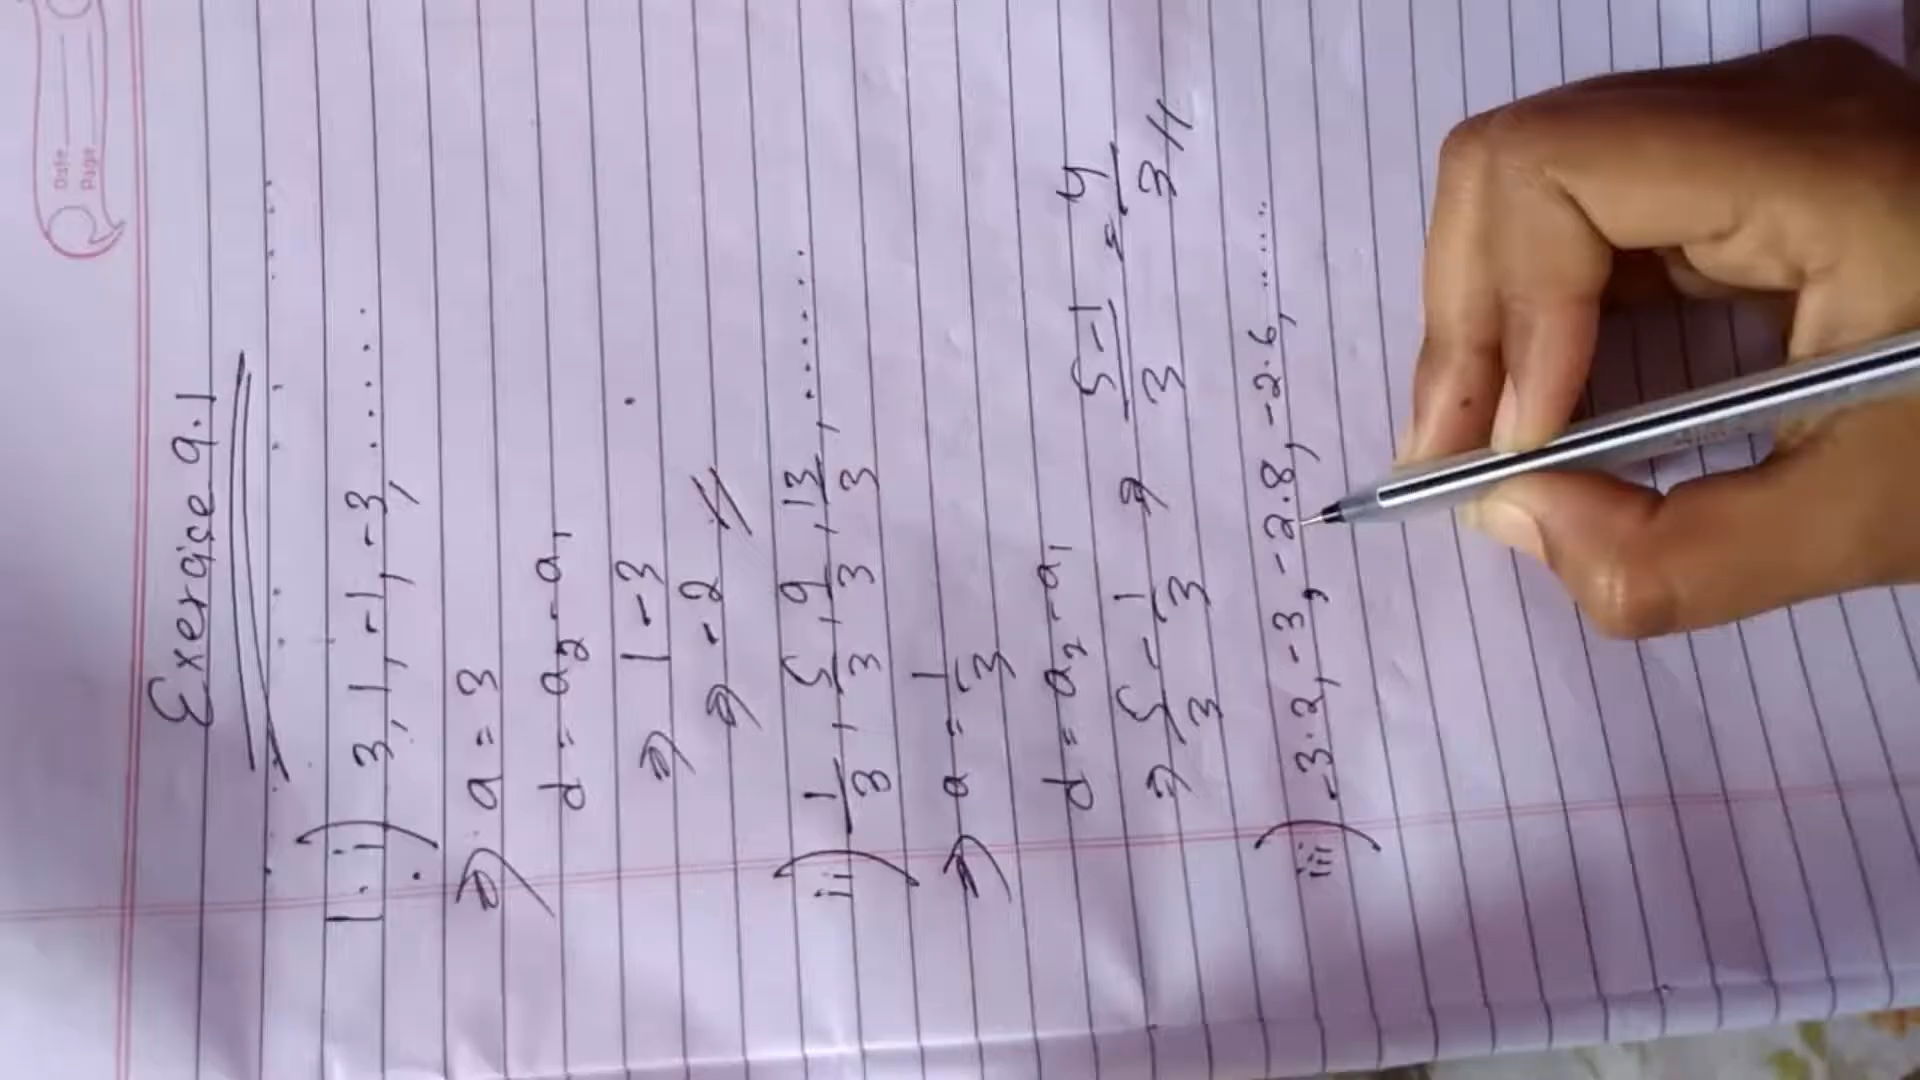 Date
Page
Exercise 9.1
1. i) 3, 1, -1, -3, ......
⇒ a = 3
d = a₂ - a₁
⇒ 1 - 3
⇒ -2 //
ii) 1/3, 5/3, 9/3, 13/3, ......
⇒ a = 1/3
d = a₂ - a₁
⇒ 5/3 - 1/3 ⇒ 5-1/3 = 4/3 //
iii) -3.2, -3, -2.8, -2.6, ......